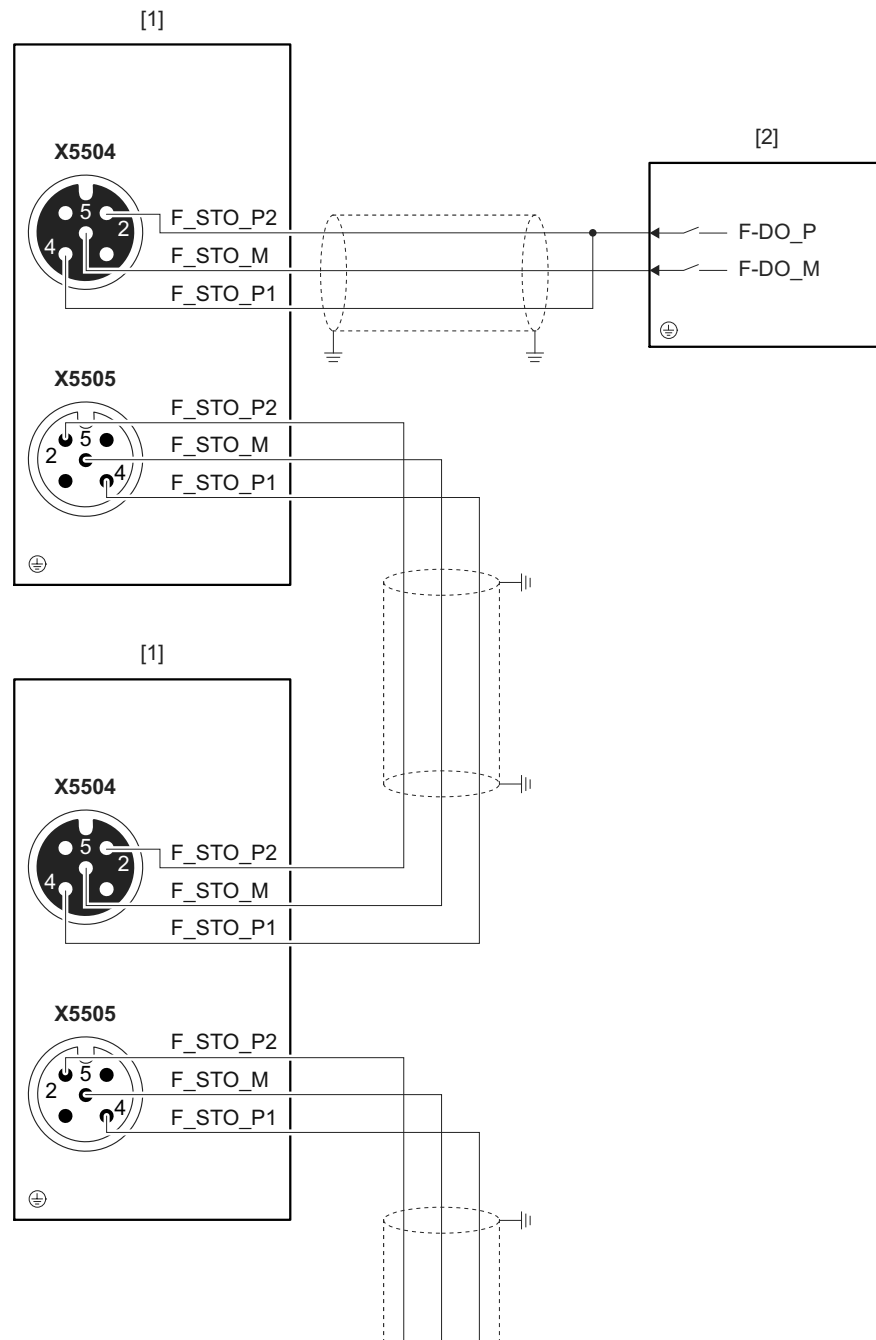 [1]
X5504
5
2
4
F_STO_P2
F_STO_M
F_STO_P1
[2]
F-DO_P
F-DO_M
X5505
5
2
4
F_STO_P2
F_STO_M
F_STO_P1
[1]
X5504
5
2
4
F_STO_P2
F_STO_M
F_STO_P1
X5505
5
2
4
F_STO_P2
F_STO_M
F_STO_P1